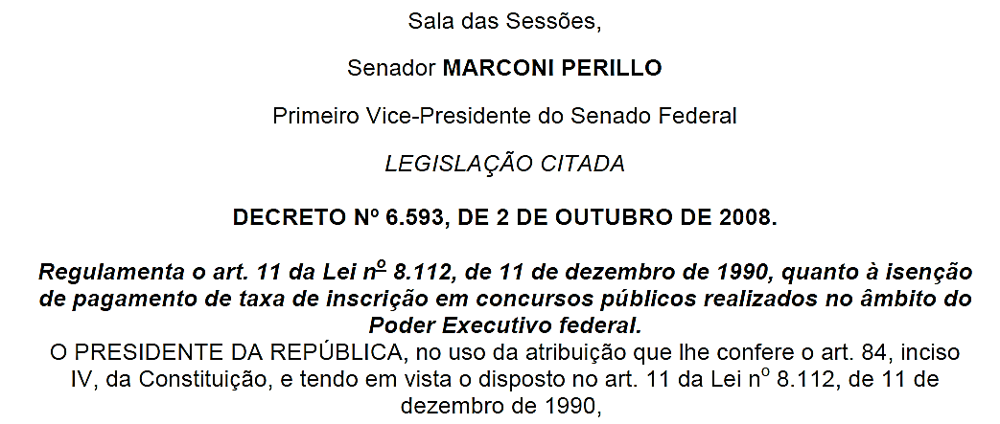 Sala das Sessões,
Senador MARCONI PERILLO
Primeiro Vice-Presidente do Senado Federal
LEGISLAÇÃO CITADA
DECRETO Nº 6.593, DE 2 DE OUTUBRO DE 2008.
Regulamenta o art. 11 da Lei nº 8.112, de 11 de dezembro de 1990, quanto à isenção
de pagamento de taxa de inscrição em concursos públicos realizados no âmbito do
Poder Executivo federal.
O PRESIDENTE DA REPÚBLICA, no uso da atribuição que lhe confere o art. 84, inciso
IV, da Constituição, e tendo em vista o disposto no art. 11 da Lei nº 8.112, de 11 de
dezembro de 1990,